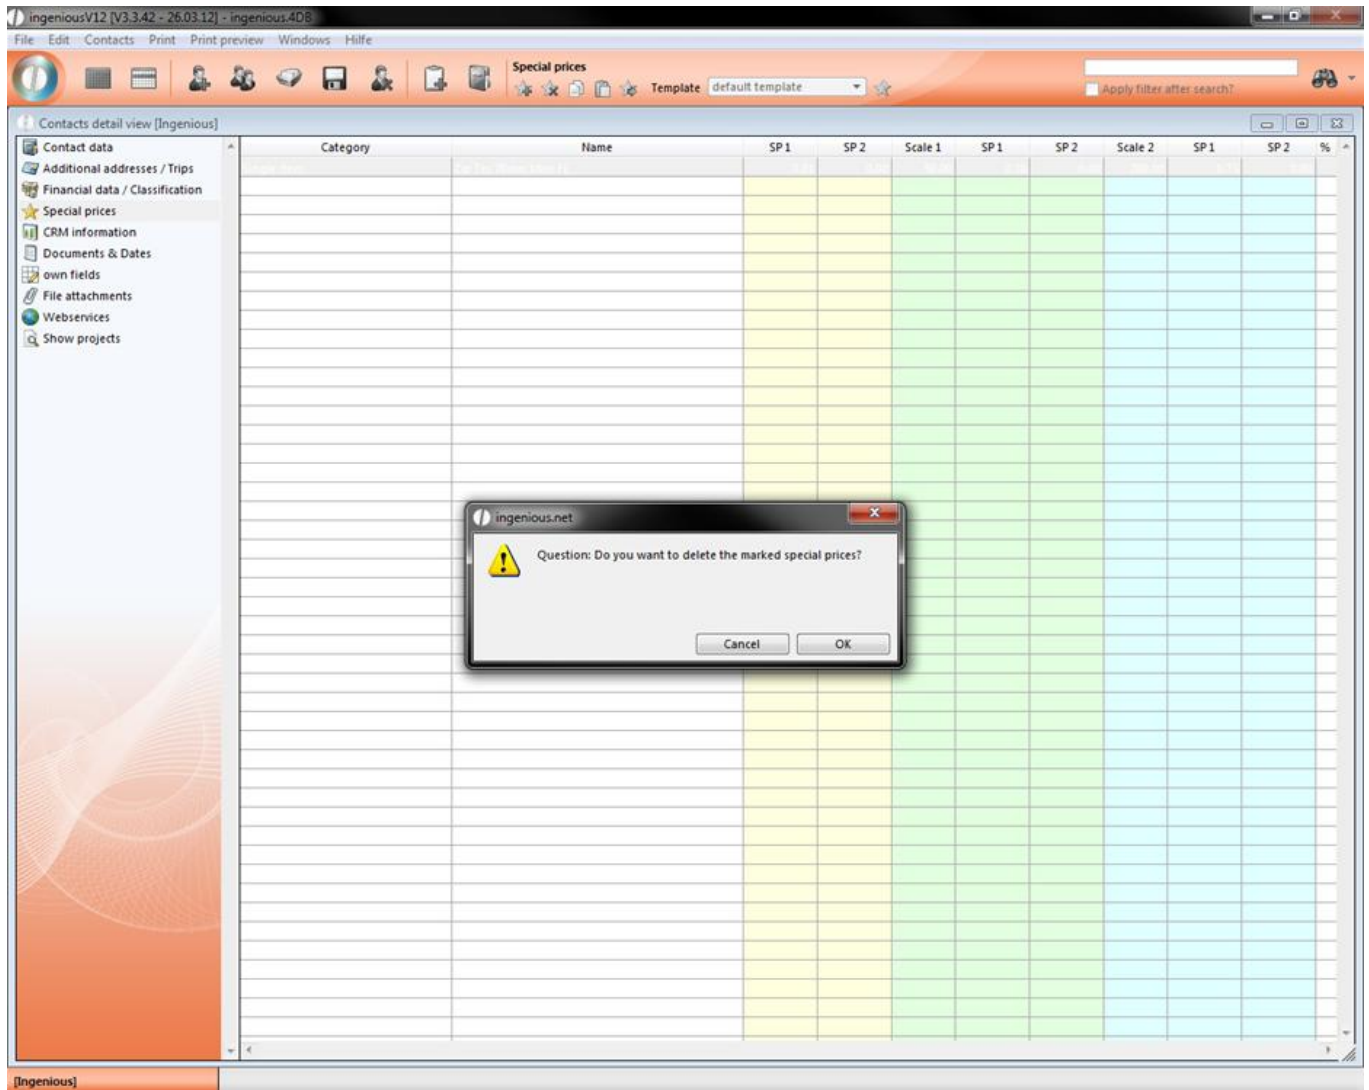 ingeniousV12 [V3.3.42 - 26.03.12] - ingenious.4DB
File Edit Contacts Print Print preview Windows Hilfe
Special prices
Template default template
Apply filter after search?
Contacts detail view [Ingenious]
Contact data
Additional addresses / Trips
Financial data / Classification
Special prices
CRM information
Documents & Dates
own fields
File attachments
Webservices
Show projects
Category Name SP 1 SP 2 Scale 1 SP 1 SP 2 Scale 2 SP 1 SP 2 %
ingenious.net
Question: Do you want to delete the marked special prices?
Cancel OK
[Ingenious]